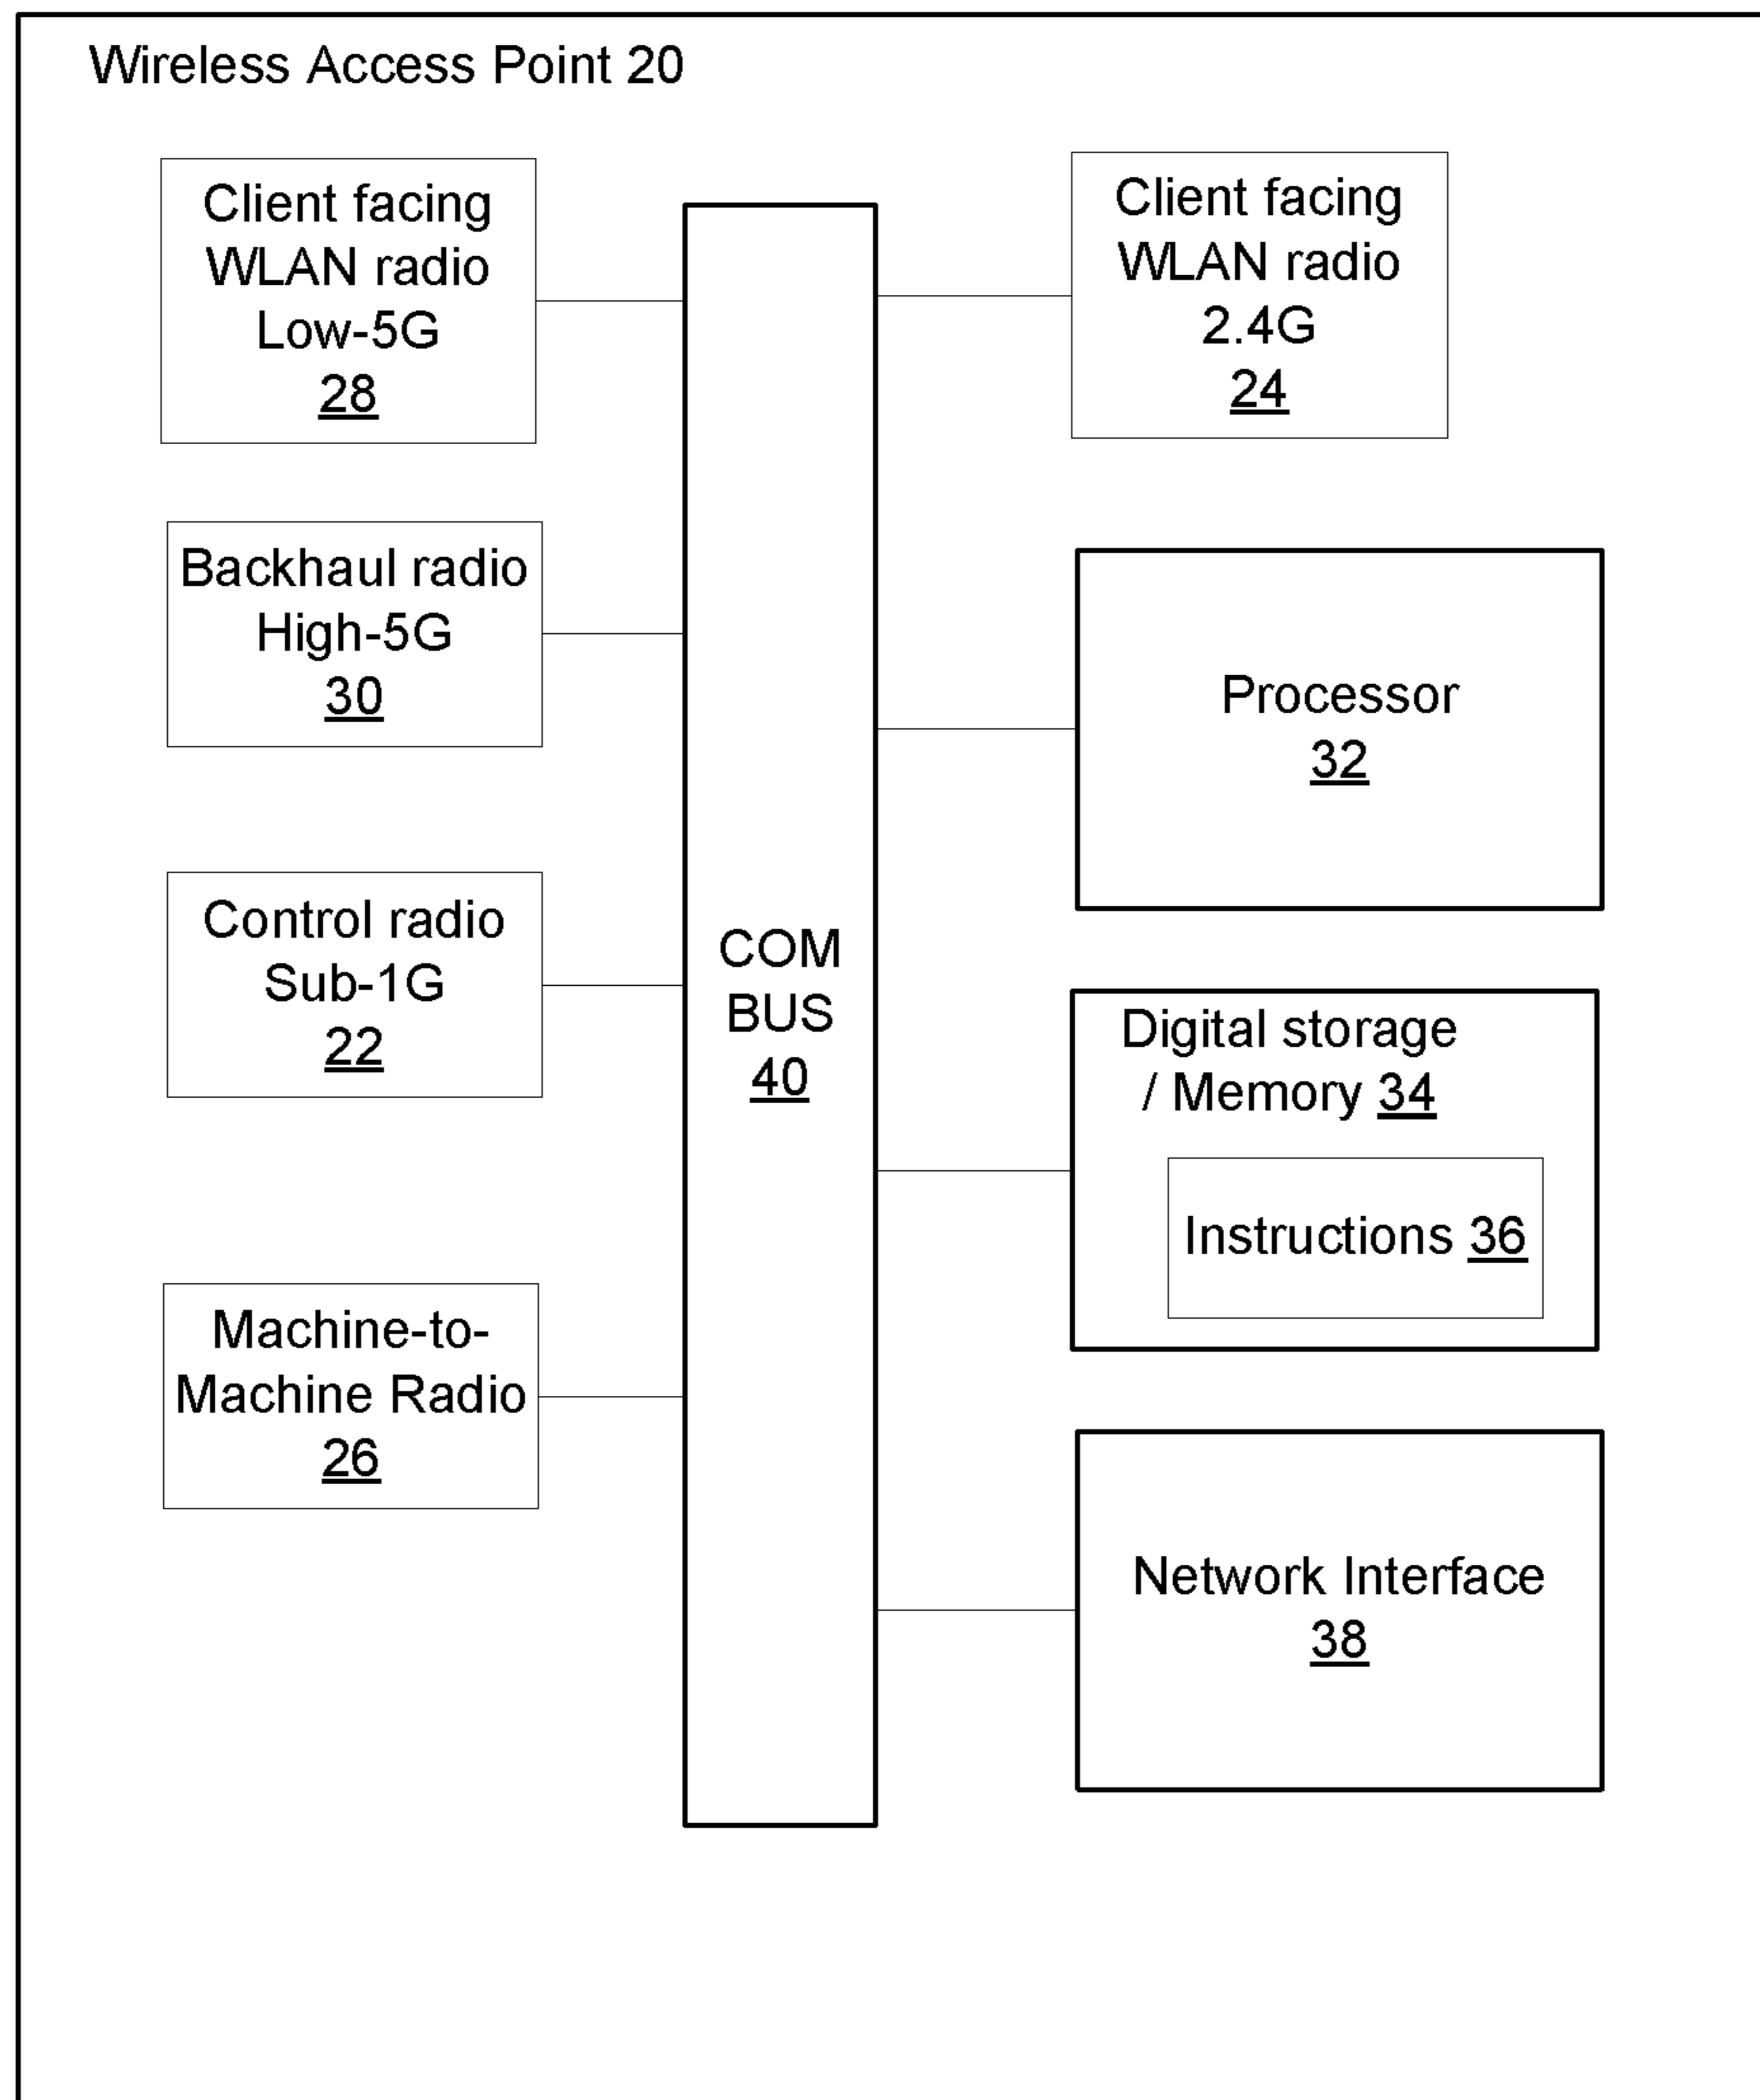 Wireless Access Point 20
Client facing
WLAN radio
Low-5G
28
Client facing
WLAN radio
2.4G
24
Backhaul radio
High-5G
30
Processor
32
Control radio
Sub-1G
22
COM
BUS
40
Digital storage
/ Memory 34
Instructions 36
Machine-to-
Machine Radio
26
Network Interface
38